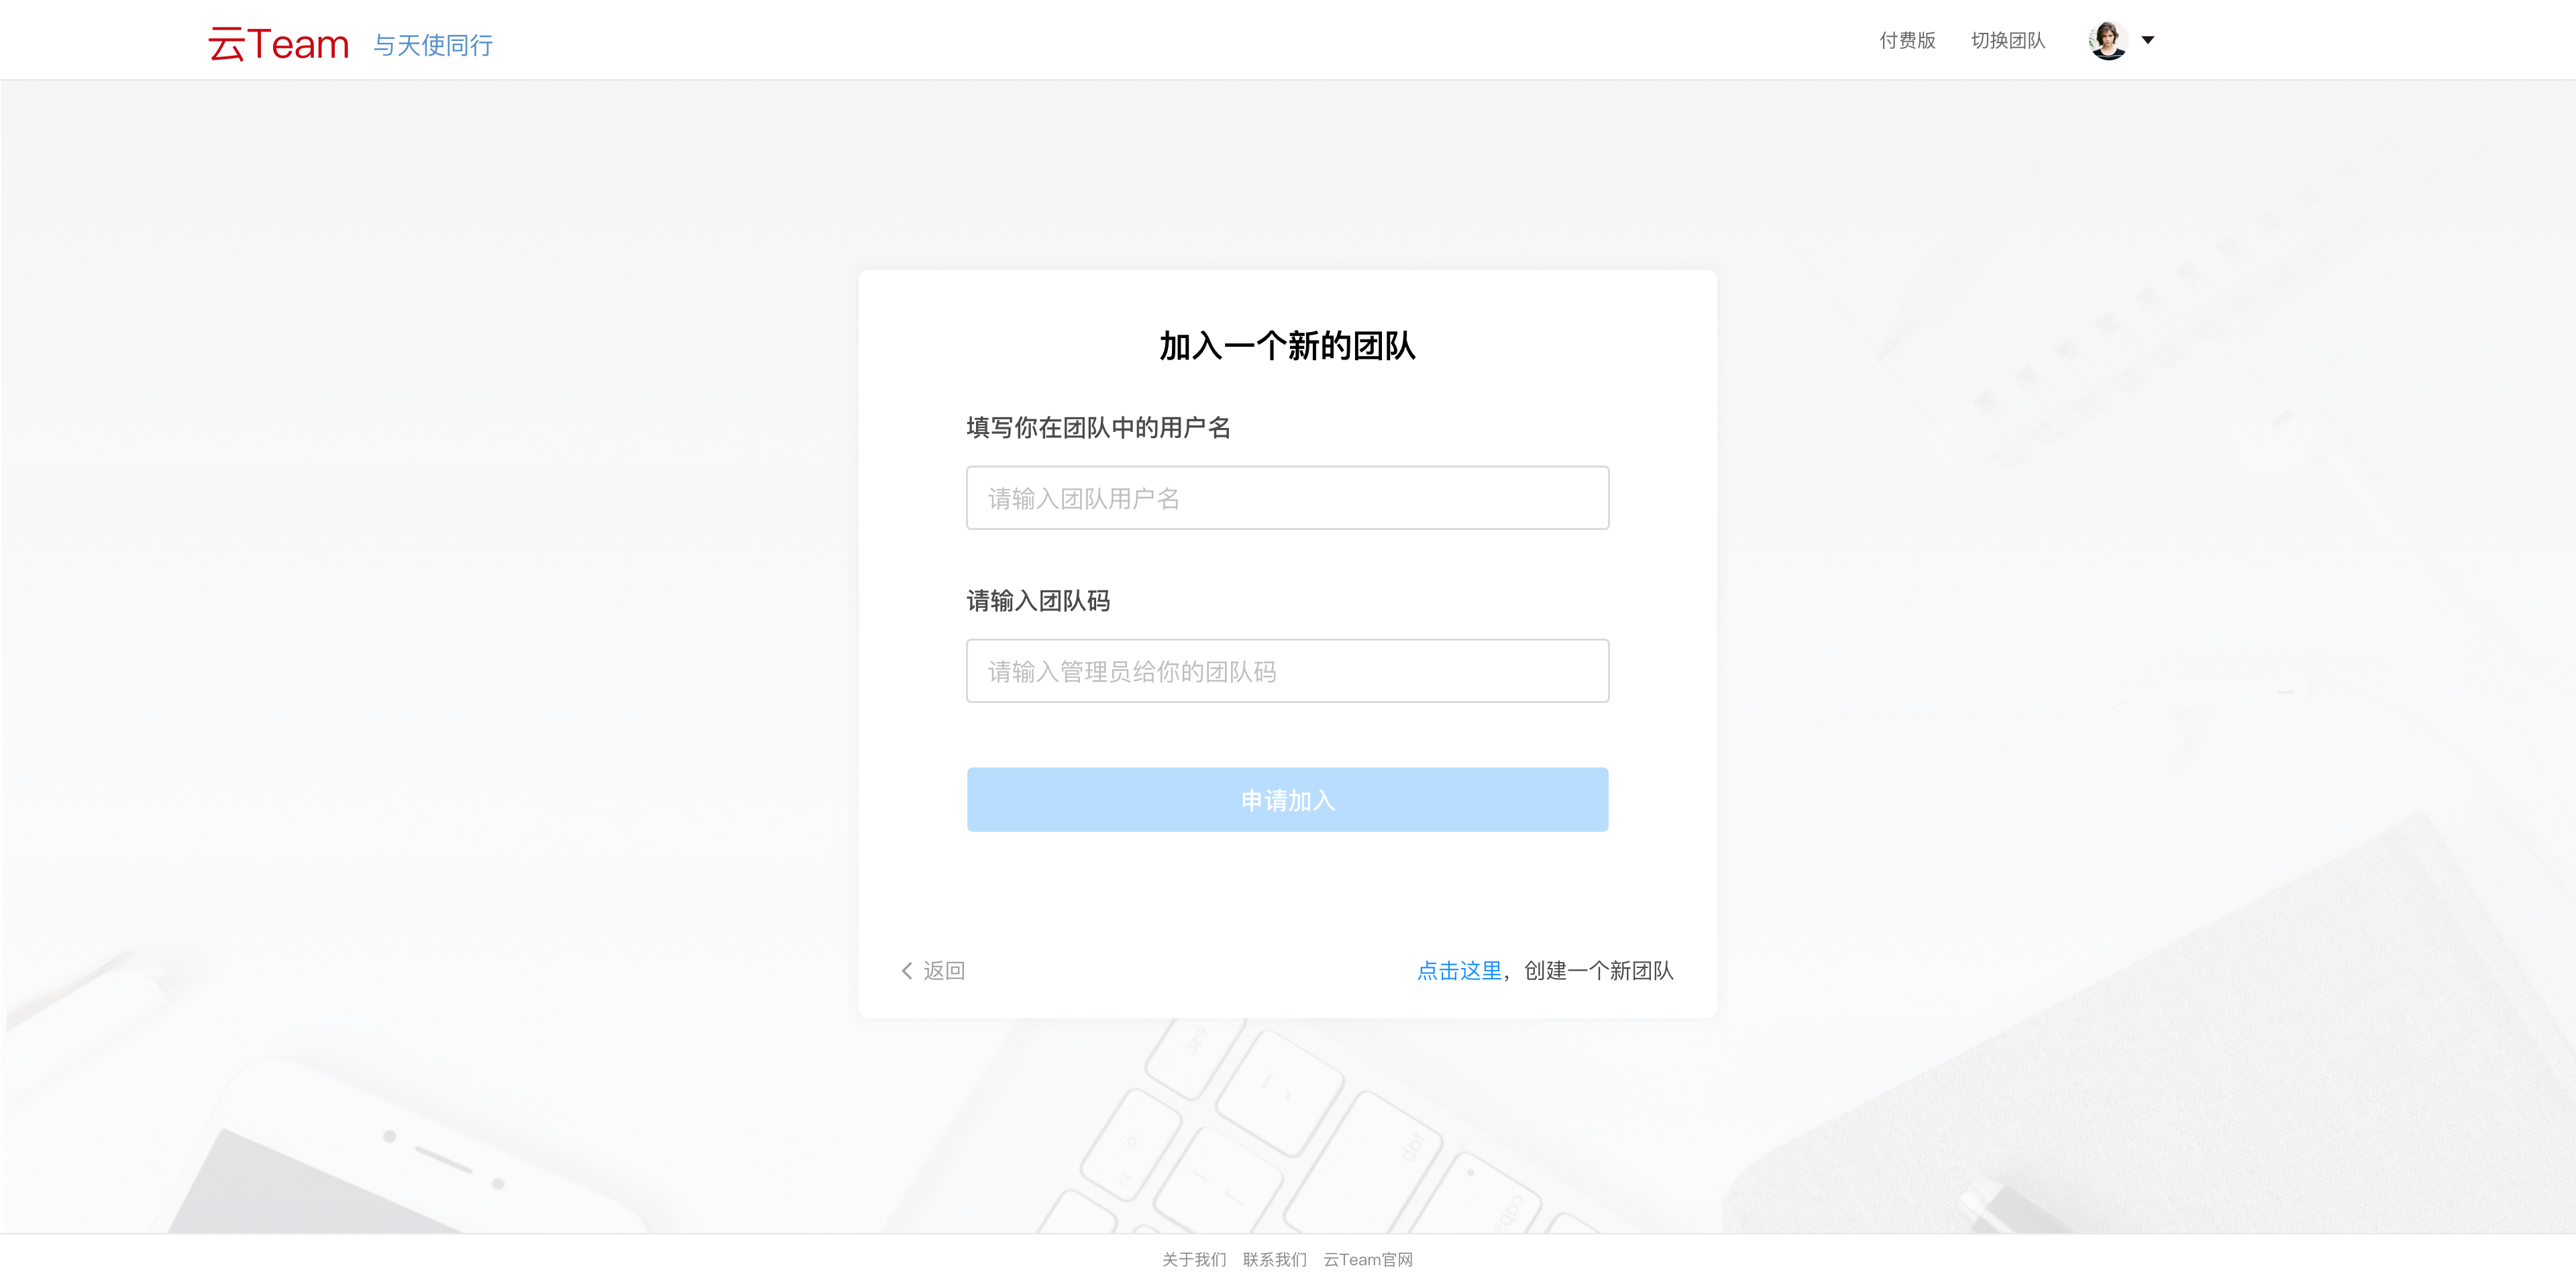 云Team 与天使同行 付费版 切换团队
加入一个新的团队
填写你在团队中的用户名
请输入团队用户名
请输入团队码
请输入管理员给你的团队码
申请加入
返回 点击这里，创建一个新团队
关于我们 联系我们 云Team官网